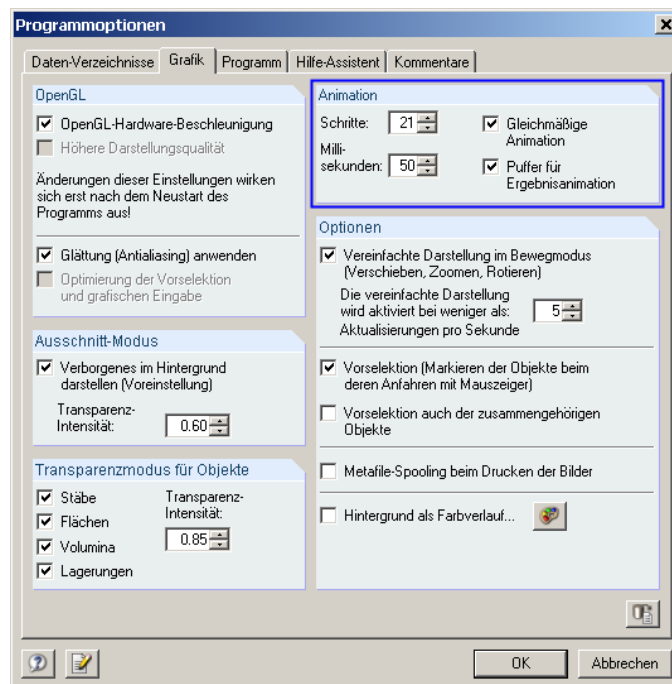 Programmoptionen
Daten-Verzeichnisse Grafik Programm Hilfe-Assistent Kommentare
OpenGL
OpenGL-Hardware-Beschleunigung
Höhere Darstellungsqualität
Änderungen dieser Einstellungen wirken
sich erst nach dem Neustart des
Programms aus!
Glättung (Antialiasing) anwenden
Optimierung der Vorselektion
und grafischen Eingabe
Ausschnitt-Modus
Verborgenes im Hintergrund
darstellen (Voreinstellung)
Transparenz-
Intensität: 0.60
Transparenzmodus für Objekte
Stäbe
Flächen
Volumina
Lagerungen
Transparenz-
Intensität:
0.85
Animation
Schritte: 21
Milli-
sekunden: 50
Gleichmäßige
Animation
Puffer für
Ergebnisanimation
Optionen
Vereinfachte Darstellung im Bewegmodus
(Verschieben, Zoomen, Rotieren)
Die vereinfachte Darstellung
wird aktiviert bei weniger als: 5
Aktualisierungen pro Sekunde
Vorselektion (Markieren der Objekte beim
deren Anfahren mit Mauszeiger)
Vorselektion auch der zusammengehörigen
Objekte
Metafile-Spooling beim Drucken der Bilder
Hintergrund als Farbverlauf...
OK Abbrechen